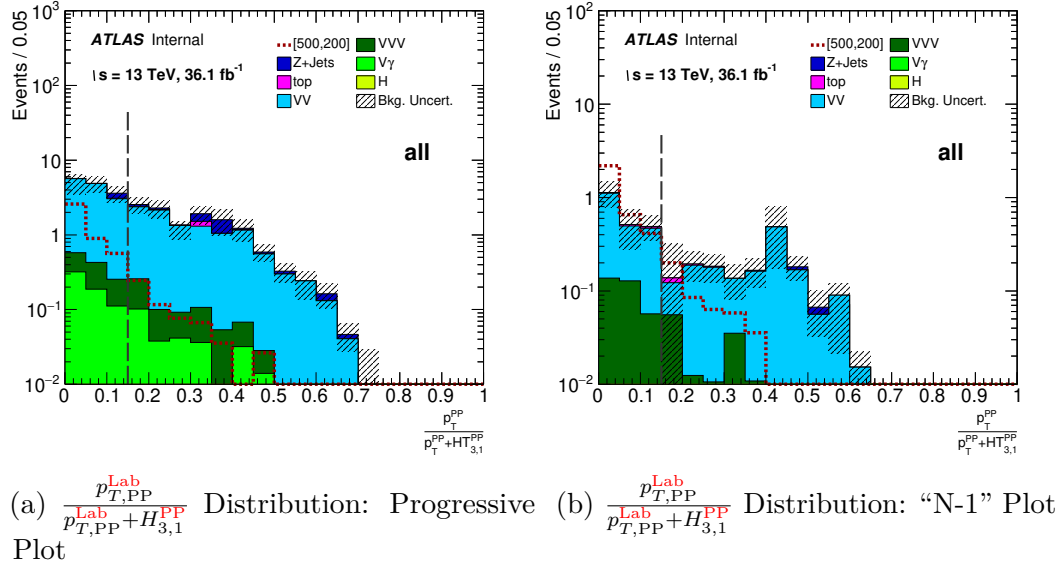 Events / 0.05
10³
10²
10
1
10⁻¹
10⁻²
ATLAS Internal
\s = 13 TeV, 36.1 fb⁻¹
[500,200]
Z+Jets
top
VV
VVV
Vγ
H
Bkg. Uncert.
all
0 0.1 0.2 0.3 0.4 0.5 0.6 0.7 0.8 0.9 1
p_T^PP
p_T^PP+HT_3,1^PP
Events / 0.05
10²
10
1
10⁻¹
10⁻²
ATLAS Internal
\s = 13 TeV, 36.1 fb⁻¹
[500,200]
Z+Jets
top
VV
VVV
Vγ
H
Bkg. Uncert.
all
0 0.1 0.2 0.3 0.4 0.5 0.6 0.7 0.8 0.9 1
p_T^PP
p_T^PP+HT_3,1^PP
(a) p_T,PP^Lab / p_T,PP^Lab+H_3,1^PP Distribution: Progressive
Plot
(b) p_T,PP^Lab / p_T,PP^Lab+H_3,1^PP Distribution: “N-1” Plot